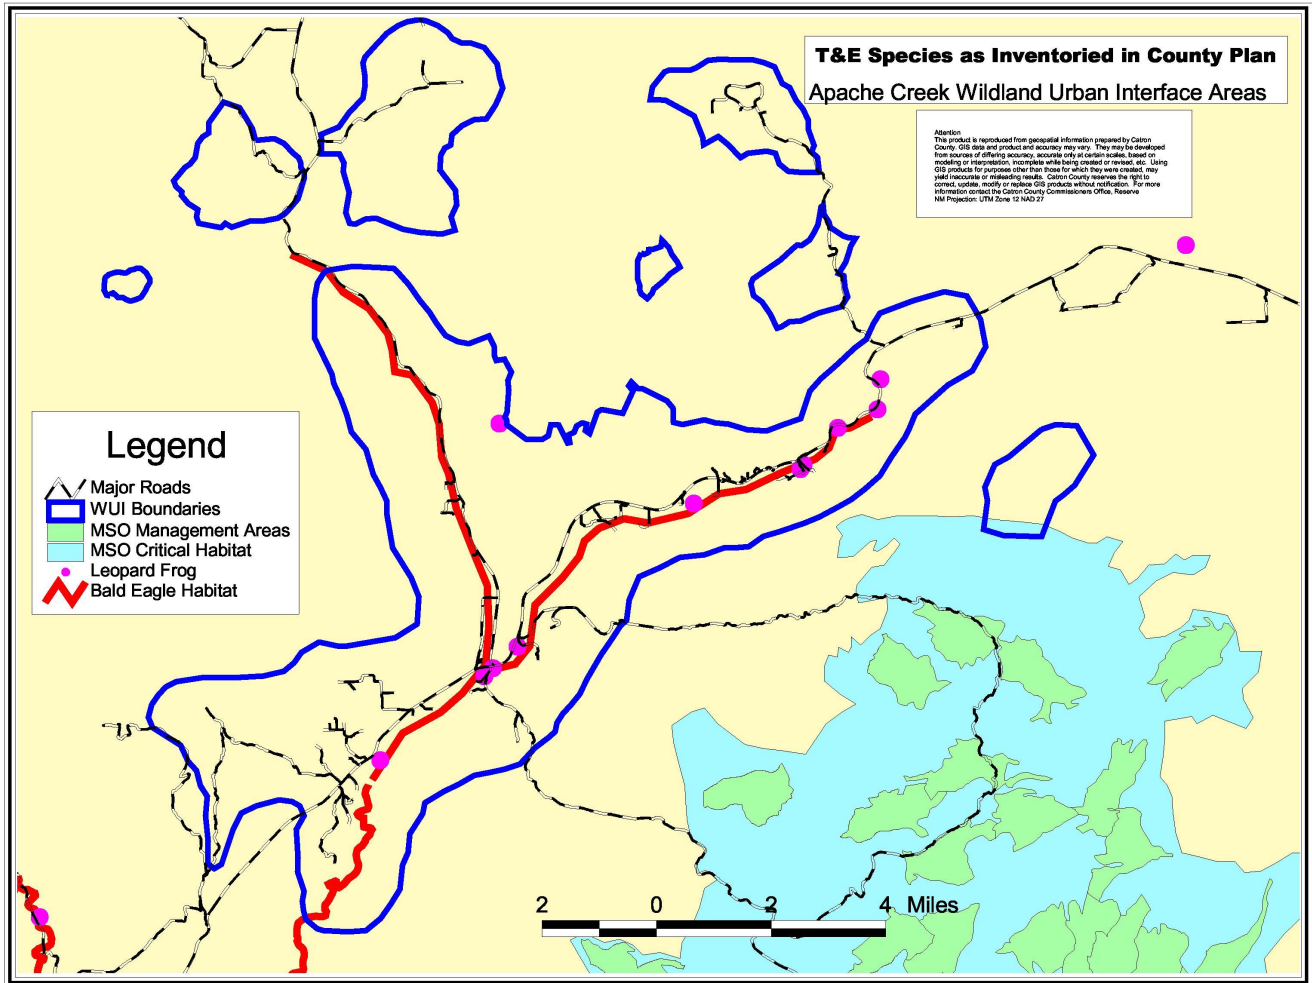 T&E Species as Inventoried in County Plan
Apache Creek Wildland Urban Interface Areas
Attention
This product is reproduced from geospatial information prepared by Catron
County. GIS data and product and accuracy may vary. They may be developed
from sources of differing accuracy, accurate only at certain scales, based on
modeling or interpretation, incomplete while being created or revised, etc. Using
GIS products for purposes other than those for which they were created, may
yield inaccurate or misleading results. Catron County reserves the right to
correct, update, modify or replace GIS products without notification. For more
information contact the Catron County Commissioners Office, Reserve
NM Projection: UTM Zone 12 NAD 27
Legend
Major Roads
WUI Boundaries
MSO Management Areas
MSO Critical Habitat
Leopard Frog
Bald Eagle Habitat
2 0 2 4 Miles